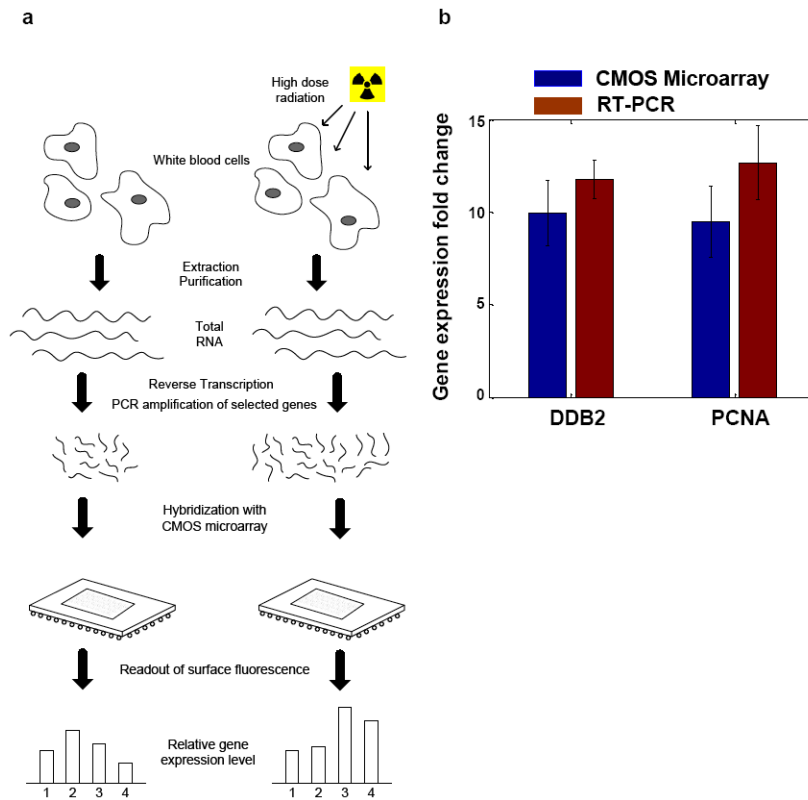 a
High dose
radiation
White blood cells
Extraction
Purification
Total
RNA
Reverse Transcription
PCR amplification of selected genes
Hybridization with
CMOS microarray
Readout of surface fluorescence
Relative gene
expression level
1 2 3 4
1 2 3 4
b
CMOS Microarray
RT-PCR
Gene expression fold change
15
10
5
0
DDB2 PCNA